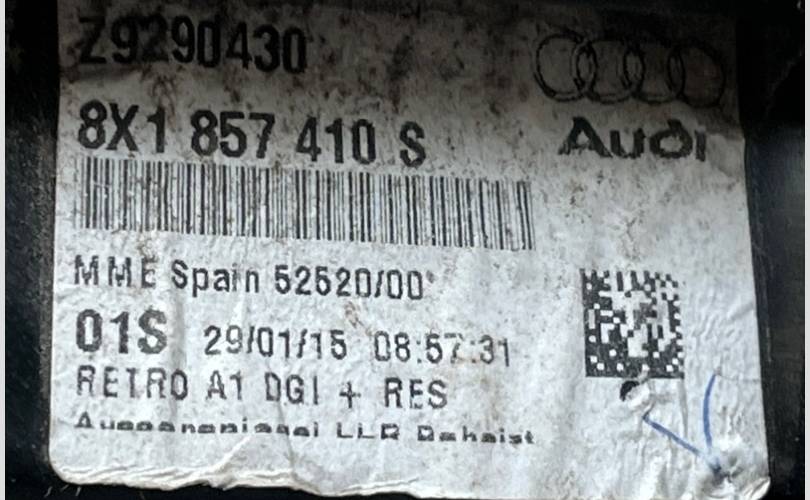 Z9290430
8X1 857 410 S
Audi
MME Spain 52520/00
01S 29/01/15 08:57:31
RETRO A1 DGI + RES